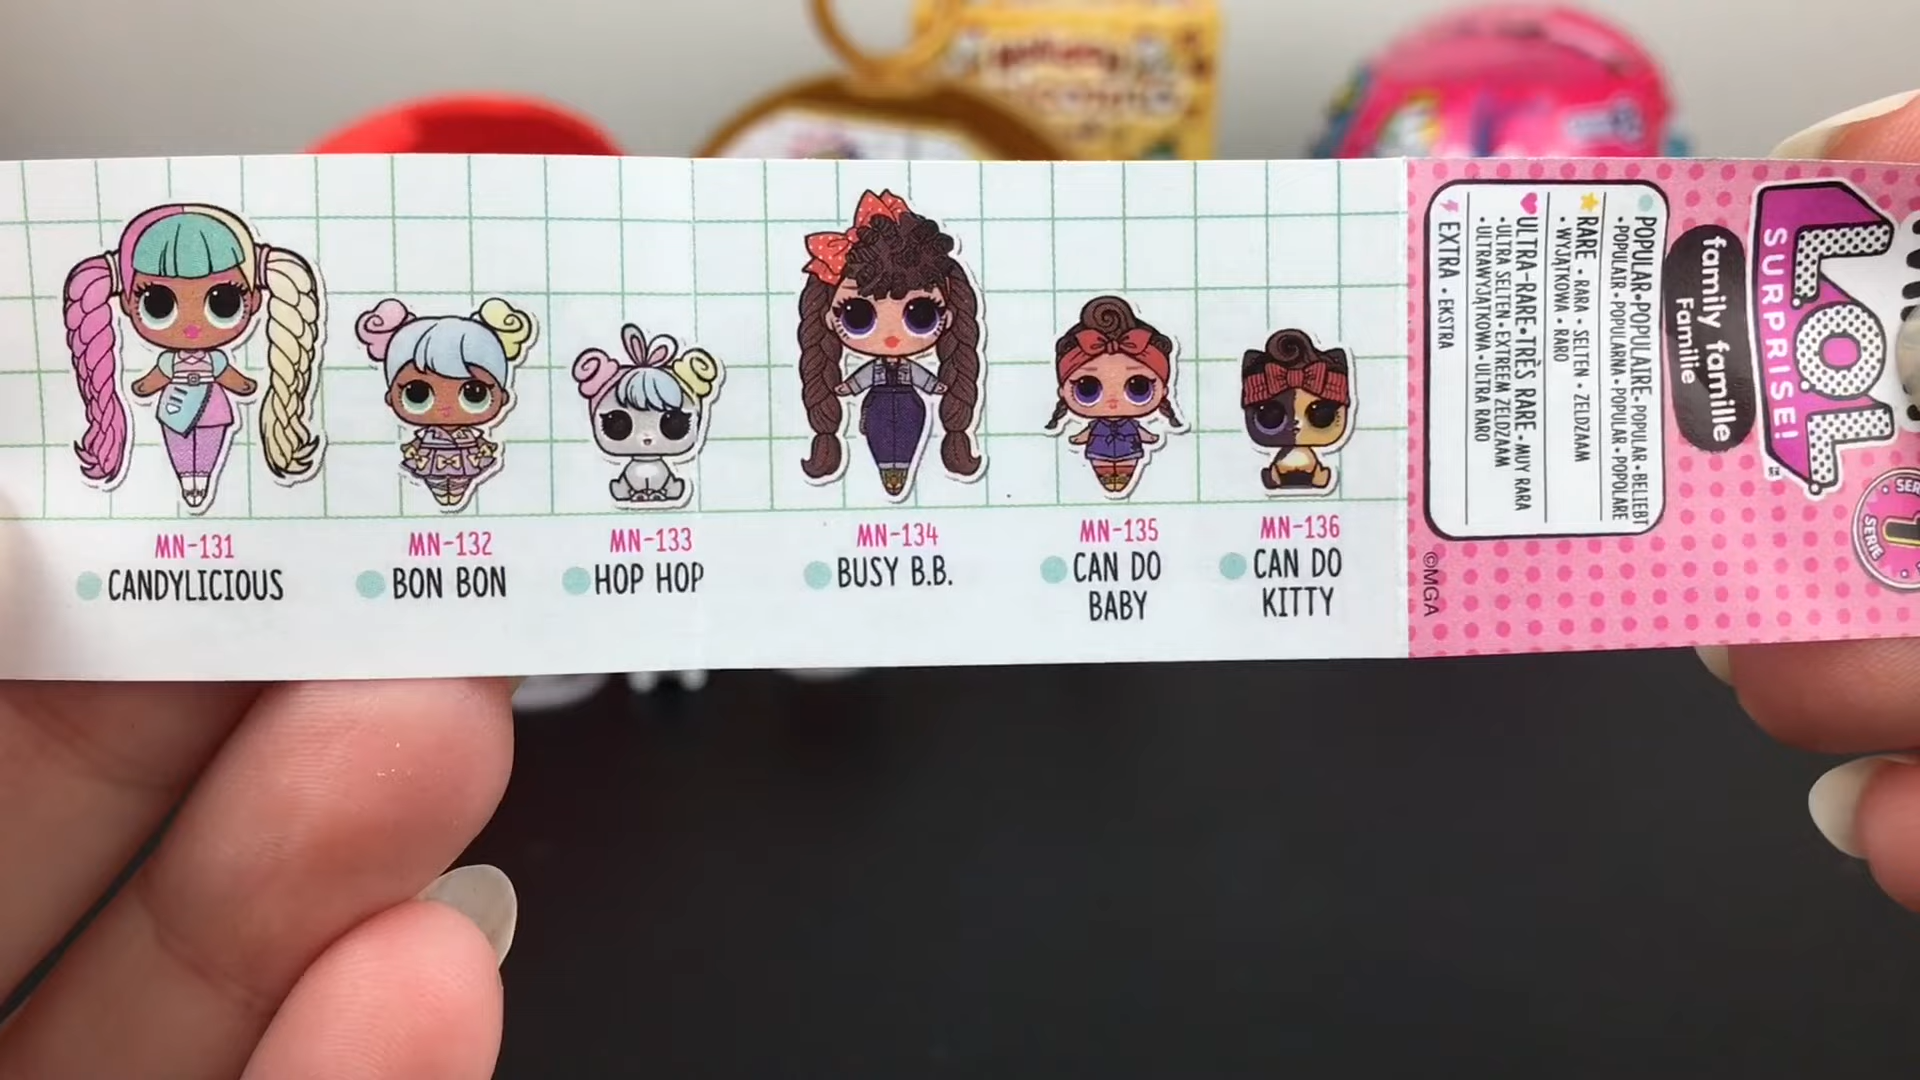 MN-131
CANDYLICIOUS
MN-132
BON BON
MN-133
HOP HOP
MN-134
BUSY B.B.
MN-135
CAN DO
BABY
MN-136
CAN DO
KITTY
POPULAR • POPULAIRE • POPULAR • BELIEBT
• POPULAIR • POPULARNA • POPULAR • POPOLARE
RARE • RARA • SELTEN • ZELDZAAM
• WYJĄTKOWA • RARO
ULTRA-RARE • TRÈS RARE • MUY RARA
• ULTRA SELTEN • EXTREEM ZELDZAAM
• ULTRAWYJĄTKOWA • ULTRA RARO
EXTRA • EKSTRA
©MGA
family famille
Familie
L.O.L.
SURPRISE!
SERIE